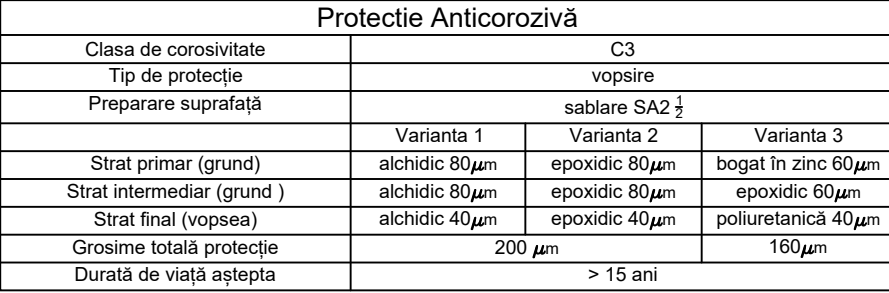 Protectie Anticorozivă
Clasa de corosivitate C3
Tip de protecție vopsire
Preparare suprafață sablare SA2 1/2
Varianta 1 Varianta 2 Varianta 3
Strat primar (grund) alchidic 80μm epoxidic 80μm bogat în zinc 60μm
Strat intermediar (grund ) alchidic 80μm epoxidic 80μm epoxidic 60μm
Strat final (vopsea) alchidic 40μm epoxidic 40μm poliuretanică 40μm
Grosime totală protecție 200 μm 160μm
Durată de viață aștepta > 15 ani